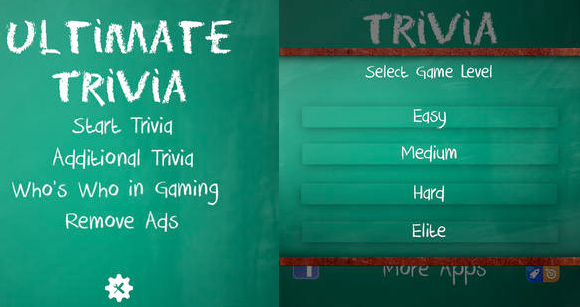 ULTIMATE
TRIVIA
Start Trivia
Additional Trivia
Who's Who in Gaming
Remove Ads
TRIVIA
Select Game Level
Easy
Medium
Hard
Elite
More Apps